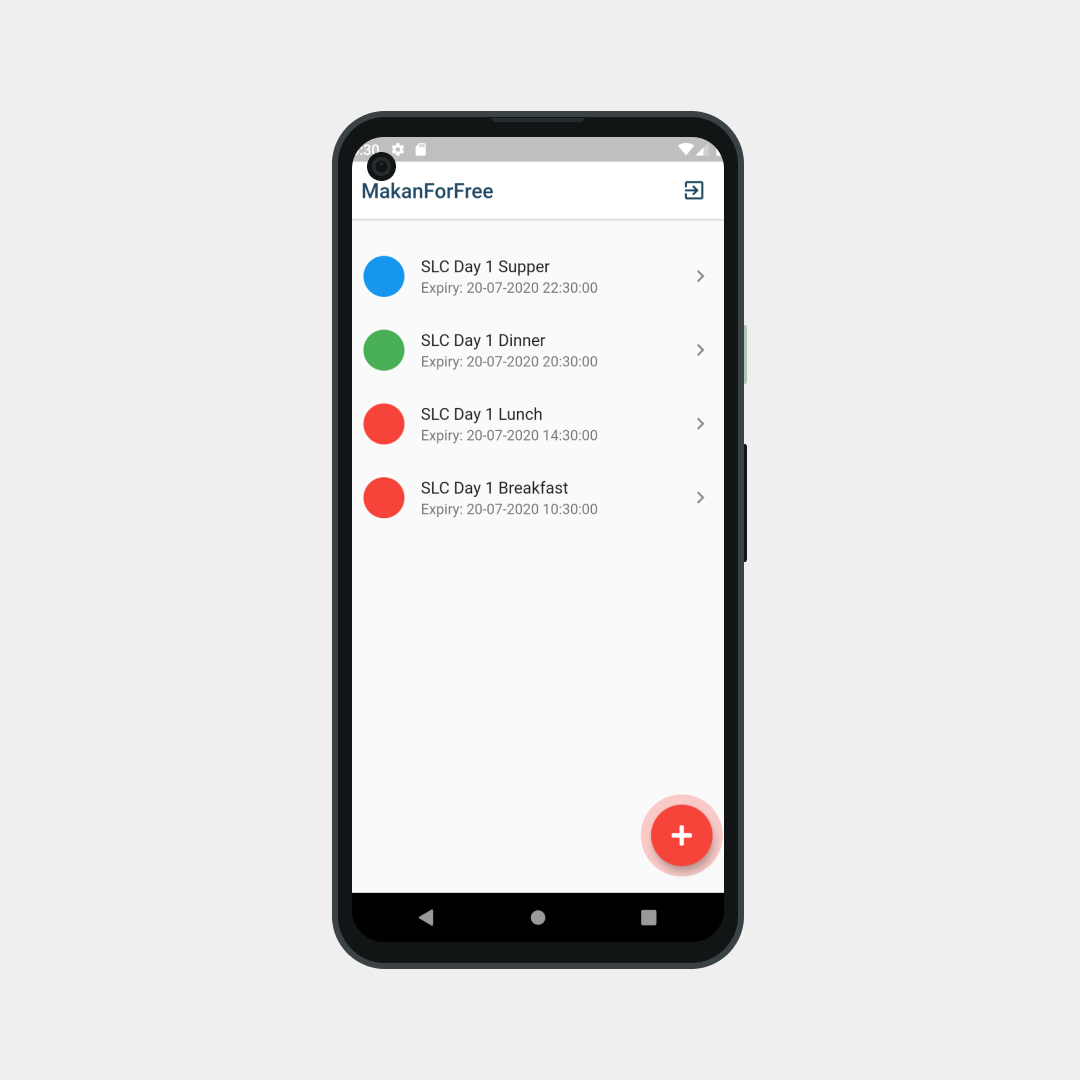 :30
MakanForFree
SLC Day 1 Supper
Expiry: 20-07-2020 22:30:00
SLC Day 1 Dinner
Expiry: 20-07-2020 20:30:00
SLC Day 1 Lunch
Expiry: 20-07-2020 14:30:00
SLC Day 1 Breakfast
Expiry: 20-07-2020 10:30:00